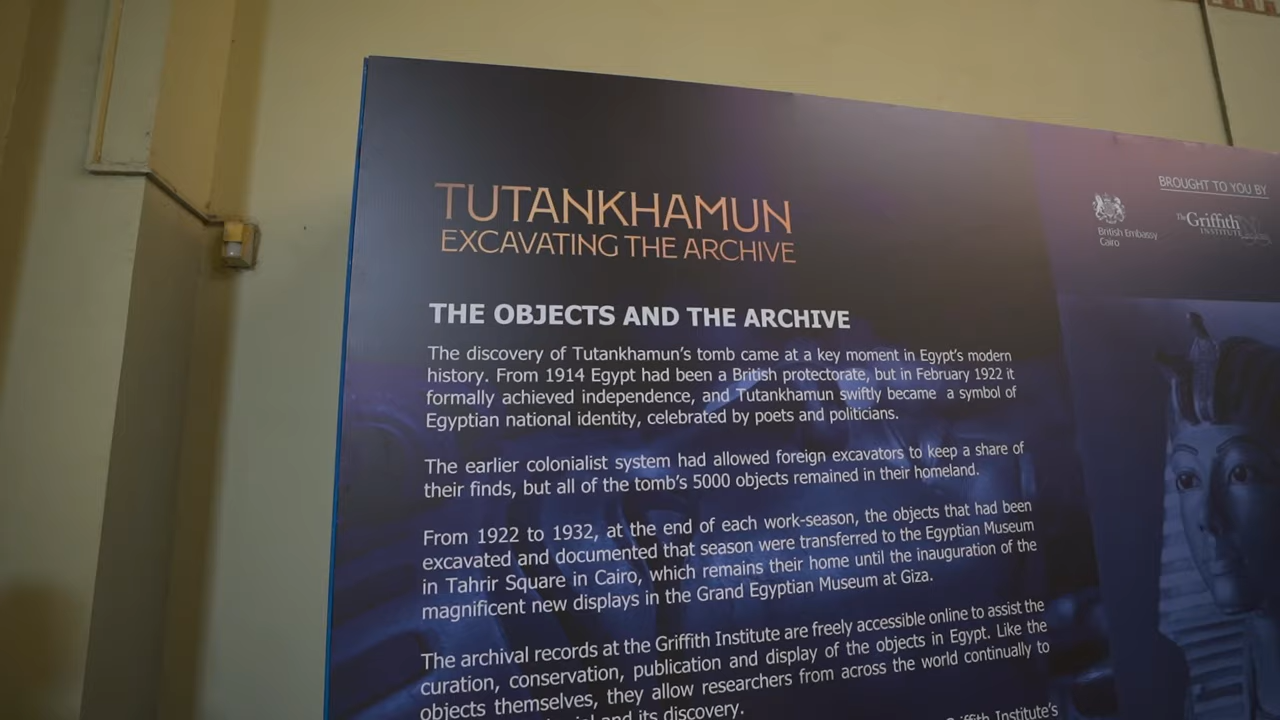 TUTANKHAMUN
EXCAVATING THE ARCHIVE
BROUGHT TO YOU BY
British Embassy
Cairo
The Griffith
INSTITUTE
THE OBJECTS AND THE ARCHIVE
The discovery of Tutankhamun's tomb came at a key moment in Egypt's modern
history. From 1914 Egypt had been a British protectorate, but in February 1922 it
formally achieved independence, and Tutankhamun swiftly became a symbol of
Egyptian national identity, celebrated by poets and politicians.
The earlier colonialist system had allowed foreign excavators to keep a share of
their finds, but all of the tomb's 5000 objects remained in their homeland.
From 1922 to 1932, at the end of each work-season, the objects that had been
excavated and documented that season were transferred to the Egyptian Museum
in Tahrir Square in Cairo, which remains their home until the inauguration of the
magnificent new displays in the Grand Egyptian Museum at Giza.
The archival records at the Griffith Institute are freely accessible online to assist the
curation, conservation, publication and display of the objects in Egypt. Like the
objects themselves, they allow researchers from across the world continually to
and its discovery.
Institute's